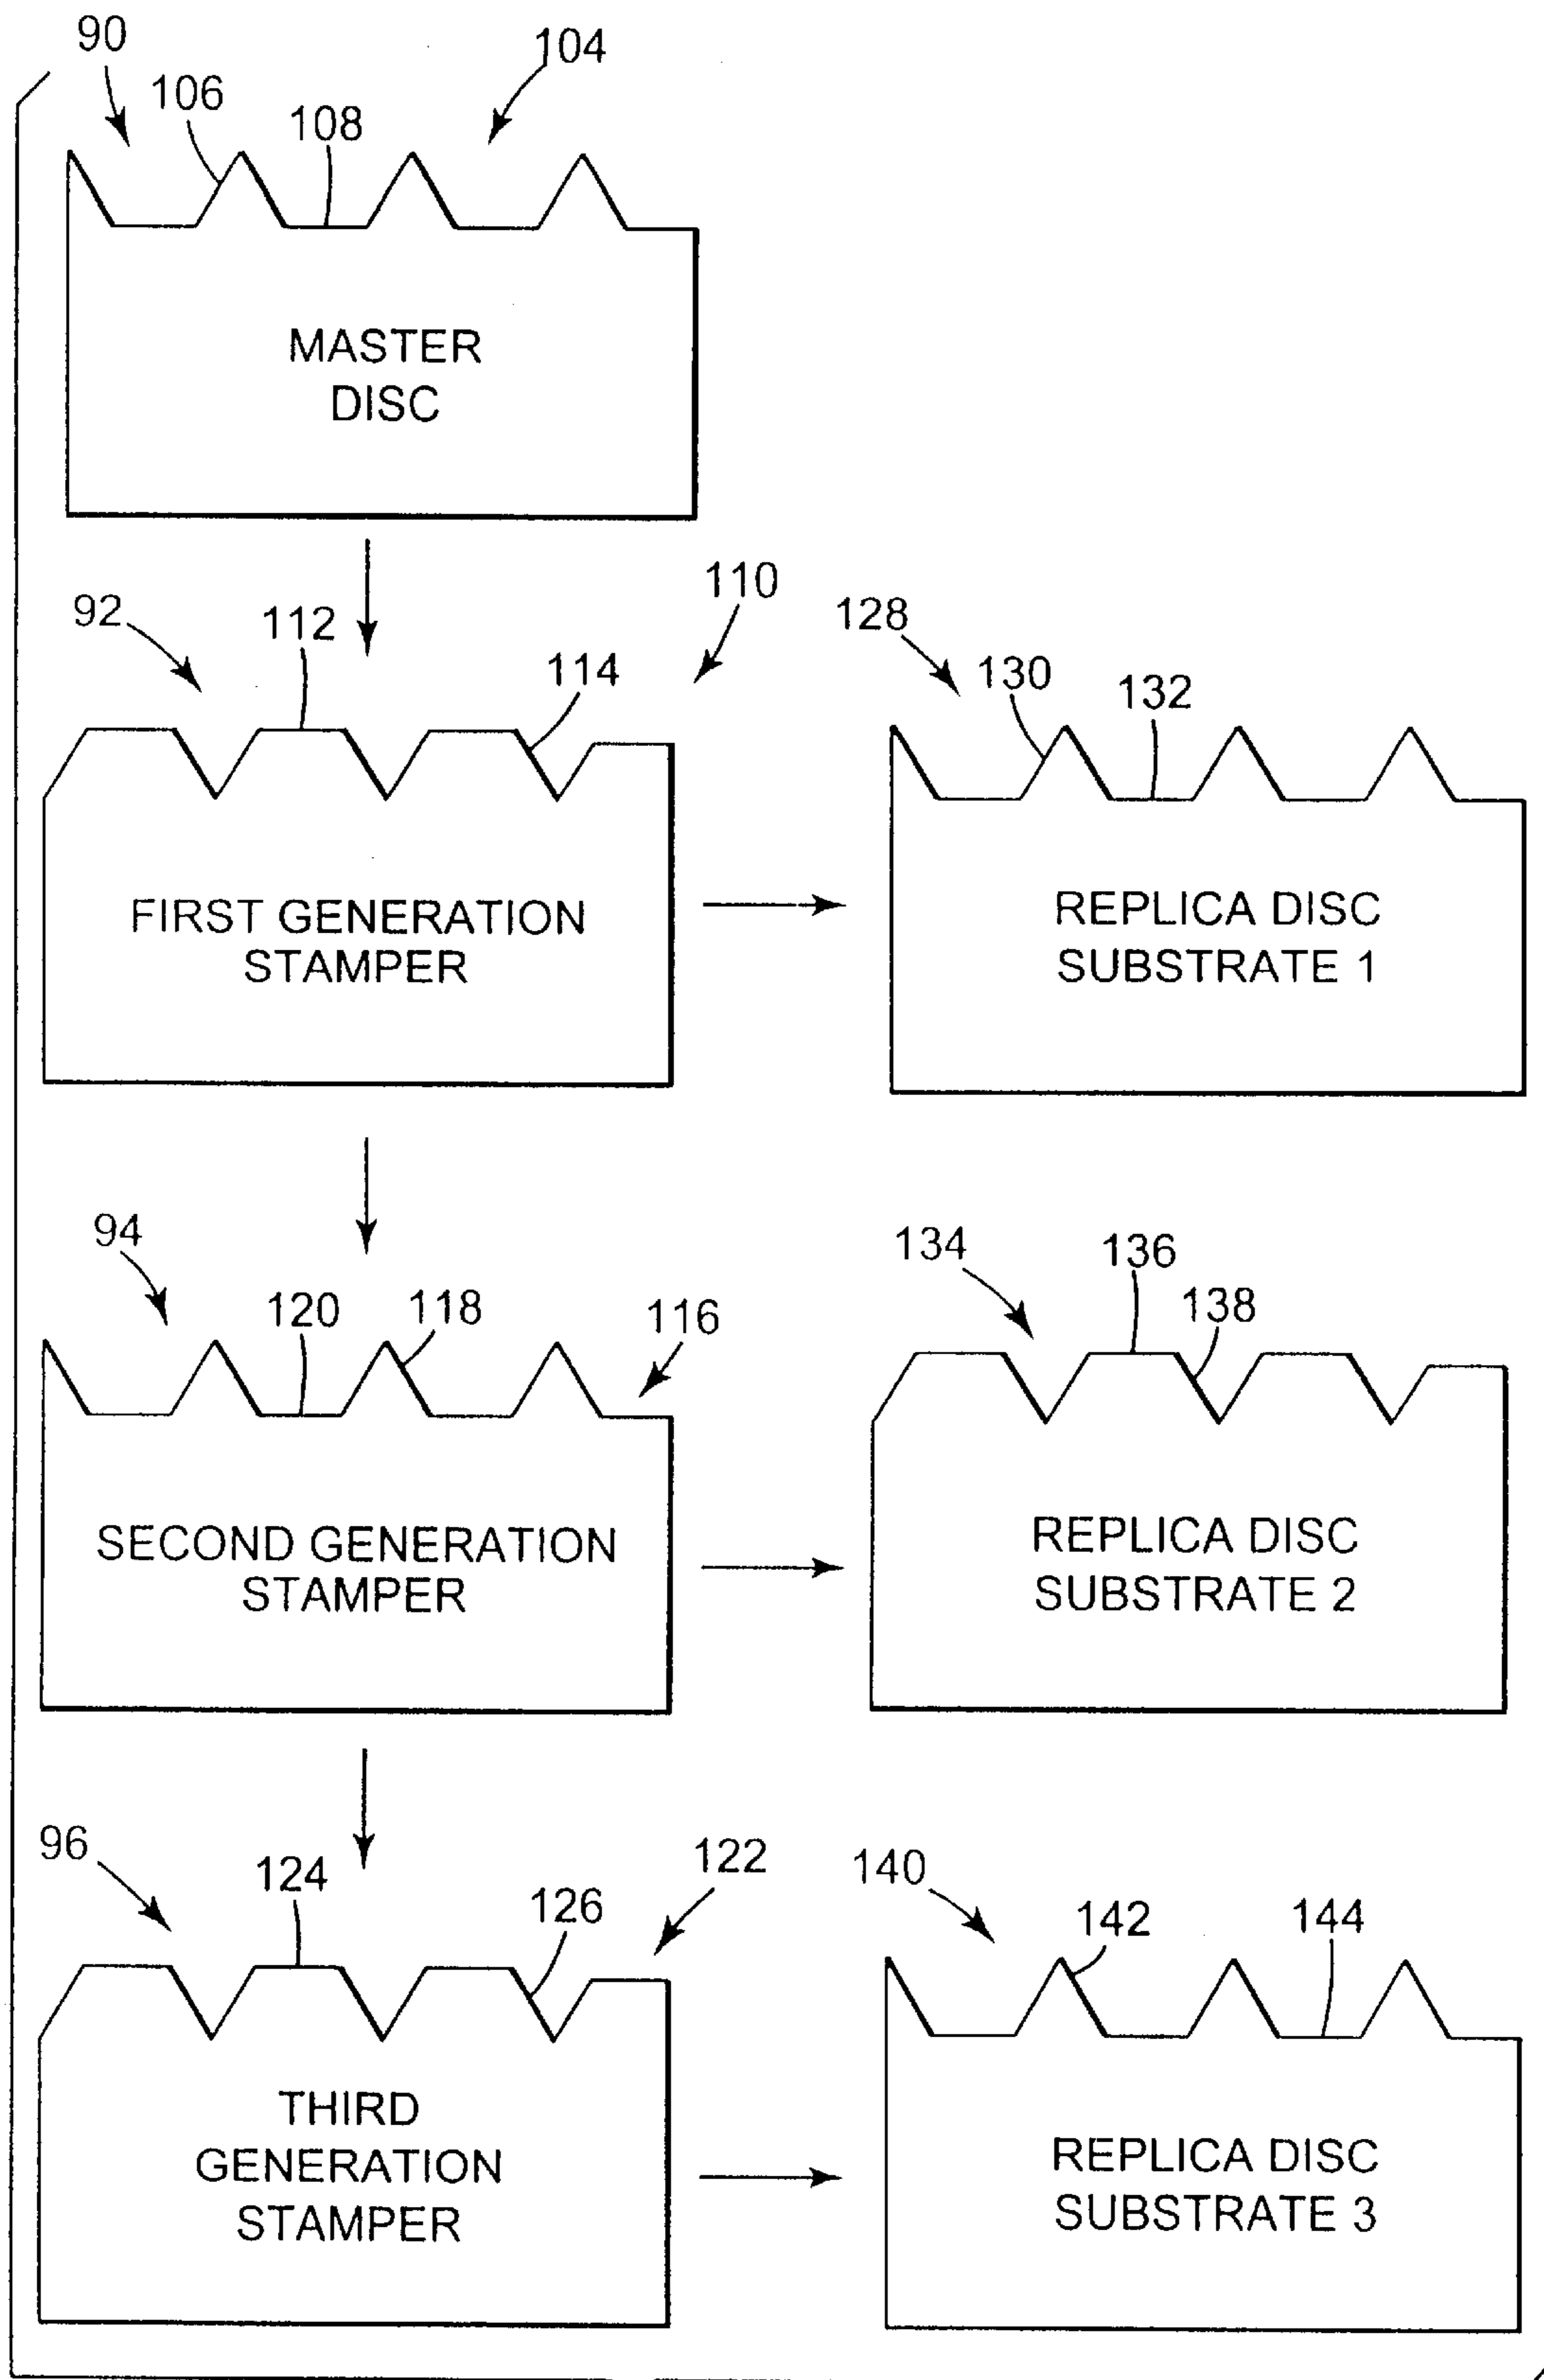 90
104
106
108
MASTER
DISC
92
112
110
114
FIRST GENERATION
STAMPER
128
130
132
REPLICA DISC
SUBSTRATE 1
94
120
118
116
SECOND GENERATION
STAMPER
134
136
138
REPLICA DISC
SUBSTRATE 2
96
124
126
122
THIRD
GENERATION
STAMPER
140
142
144
REPLICA DISC
SUBSTRATE 3